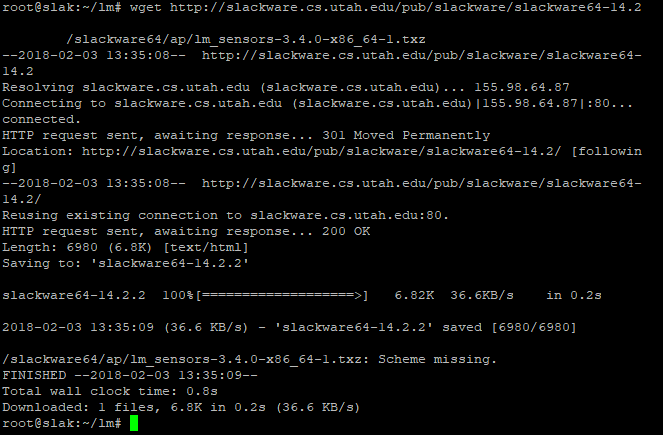 root@slak:~/lm# wget http://slackware.cs.utah.edu/pub/slackware/slackware64-14.2
/slackware64/ap/lm_sensors-3.4.0-x86_64-1.txz
--2018-02-03 13:35:08--  http://slackware.cs.utah.edu/pub/slackware/slackware64-
14.2
Resolving slackware.cs.utah.edu (slackware.cs.utah.edu)... 155.98.64.87
Connecting to slackware.cs.utah.edu (slackware.cs.utah.edu)|155.98.64.87|:80...
connected.
HTTP request sent, awaiting response... 301 Moved Permanently
Location: http://slackware.cs.utah.edu/pub/slackware/slackware64-14.2/ [followin
g]
--2018-02-03 13:35:08--  http://slackware.cs.utah.edu/pub/slackware/slackware64-
14.2/
Reusing existing connection to slackware.cs.utah.edu:80.
HTTP request sent, awaiting response... 200 OK
Length: 6980 (6.8K) [text/html]
Saving to: 'slackware64-14.2.2'
slackware64-14.2.2  100%[===================>]   6.82K  36.6KB/s    in 0.2s
2018-02-03 13:35:09 (36.6 KB/s) - 'slackware64-14.2.2' saved [6980/6980]
/slackware64/ap/lm_sensors-3.4.0-x86_64-1.txz: Scheme missing.
FINISHED --2018-02-03 13:35:09--
Total wall clock time: 0.8s
Downloaded: 1 files, 6.8K in 0.2s (36.6 KB/s)
root@slak:~/lm#